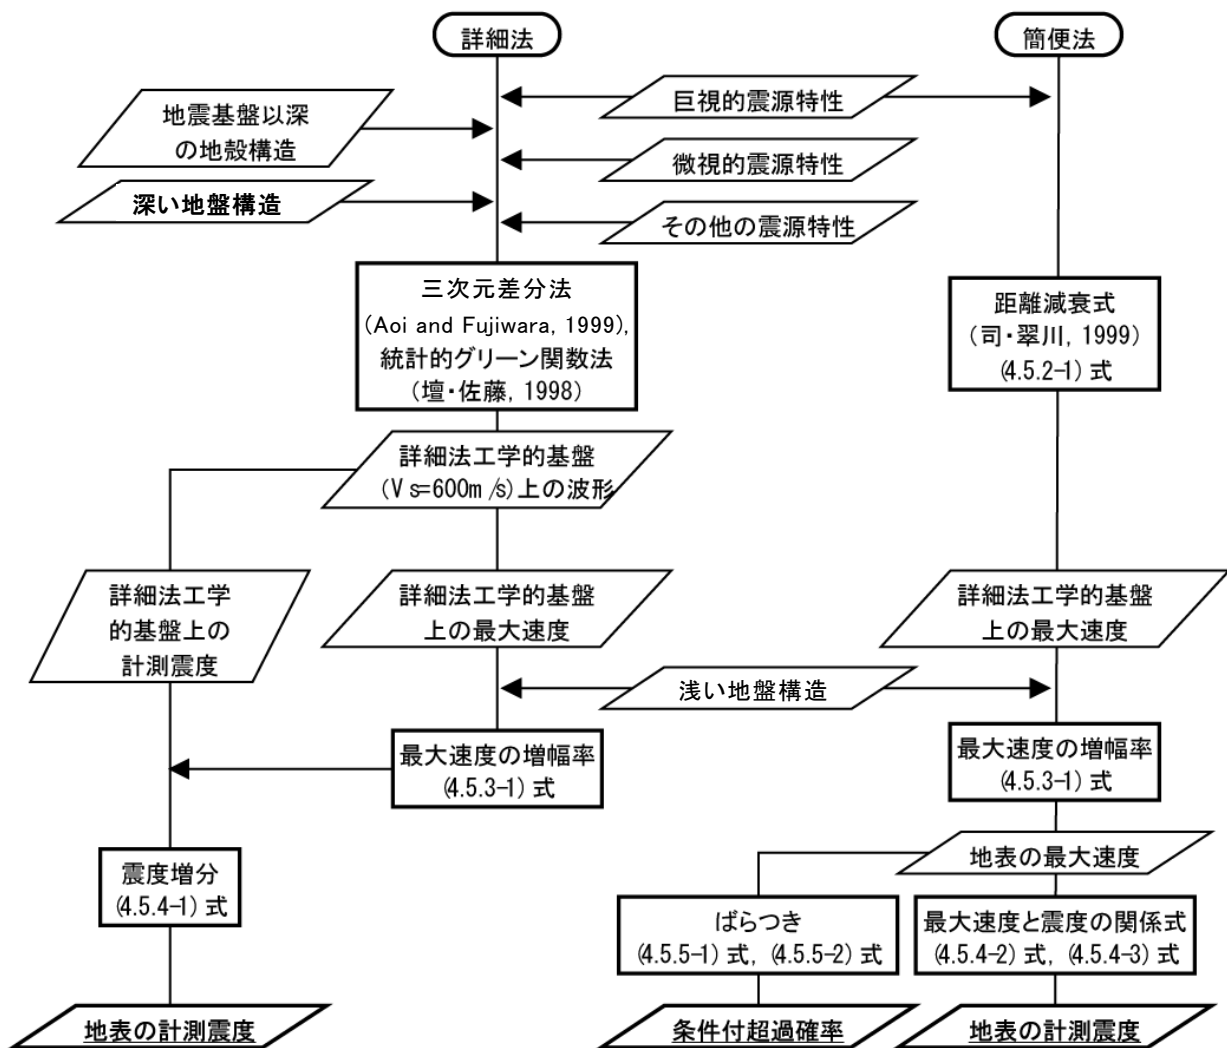 詳細法
簡便法
巨視的震源特性
地震基盤以深
の地殻構造
微視的震源特性
深い地盤構造
その他の震源特性
三次元差分法
(Aoi and Fujiwara, 1999),
統計的グリーン関数法
（壇・佐藤, 1998）
距離減衰式
（司・翠川, 1999）
(4.5.2-1) 式
詳細法工学的基盤
（Vs=600m/s）上の波形
詳細法工学
的基盤上の
計測震度
詳細法工学的基盤
上の最大速度
詳細法工学的基盤
上の最大速度
浅い地盤構造
最大速度の増幅率
(4.5.3-1) 式
最大速度の増幅率
(4.5.3-1) 式
地表の最大速度
震度増分
(4.5.4-1) 式
ばらつき
(4.5.5-1) 式, (4.5.5-2) 式
最大速度と震度の関係式
(4.5.4-2) 式, (4.5.4-3) 式
地表の計測震度
条件付超過確率
地表の計測震度